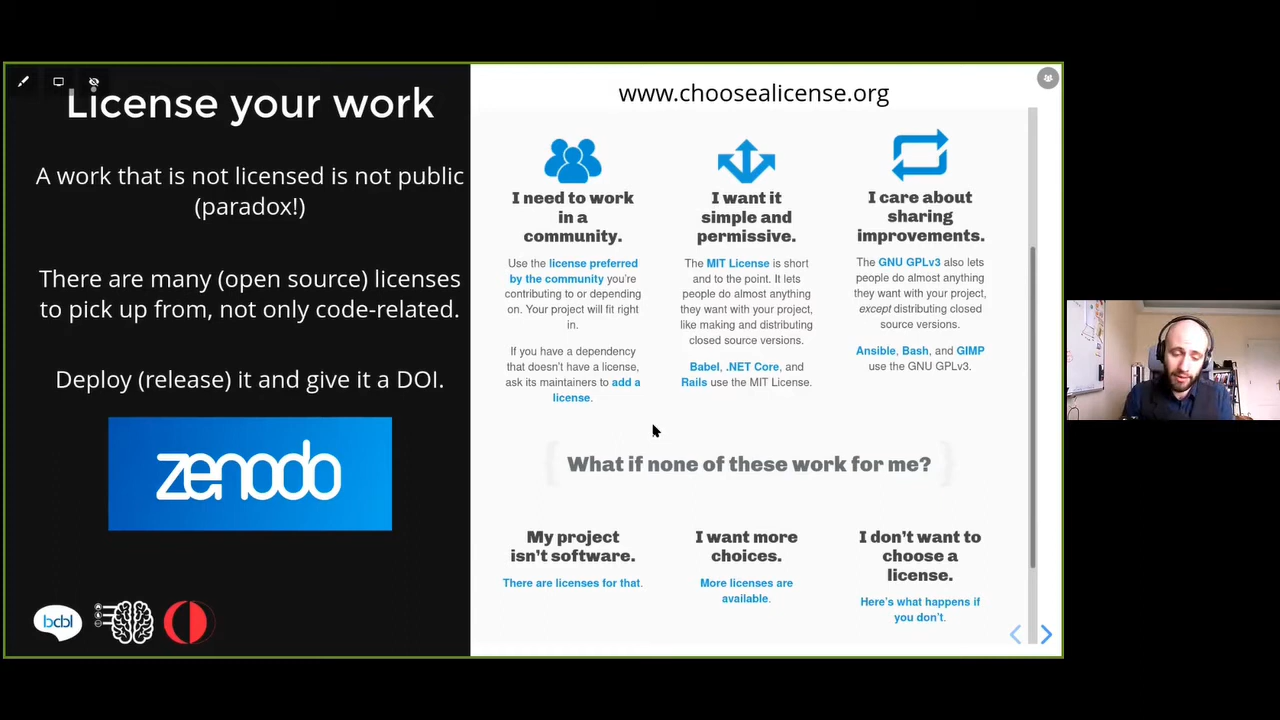 License your work
A work that is not licensed is not public
(paradox!)
There are many (open source) licenses
to pick up from, not only code-related.
Deploy (release) it and give it a DOI.
zenodo
bcbl
www.choosealicense.org
I need to work
in a
community.
Use the license preferred
by the community you’re
contributing to or depending
on. Your project will fit right
in.
If you have a dependency
that doesn’t have a license,
ask its maintainers to add a
license.
I want it
simple and
permissive.
The MIT License is short
and to the point. It lets
people do almost anything
they want with your project,
like making and distributing
closed source versions.
Babel, .NET Core, and
Rails use the MIT License.
I care about
sharing
improvements.
The GNU GPLv3 also lets
people do almost anything
they want with your project,
except distributing closed
source versions.
Ansible, Bash, and GIMP
use the GNU GPLv3.
What if none of these work for me?
My project
isn’t software.
There are licenses for that.
I want more
choices.
More licenses are
available.
I don’t want to
choose a
license.
Here’s what happens if
you don’t.